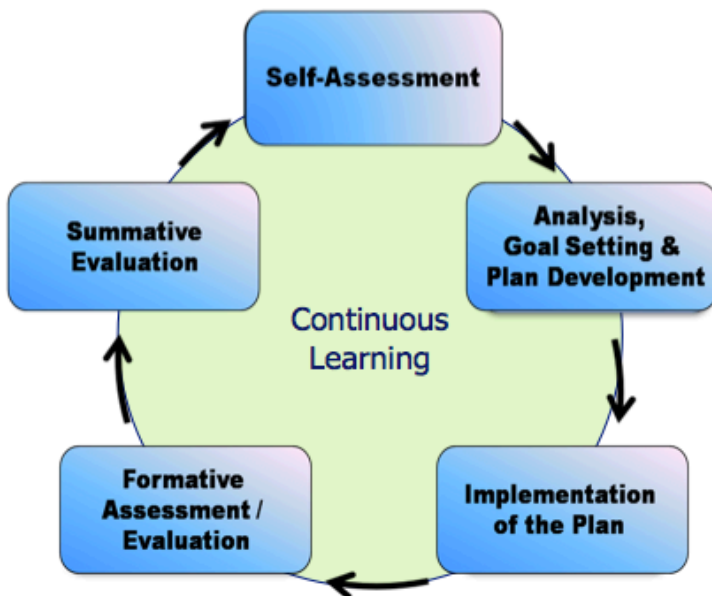 Self-Assessment
Analysis,
Goal Setting &
Plan Development
Implementation
of the Plan
Formative
Assessment /
Evaluation
Summative
Evaluation
Continuous
Learning